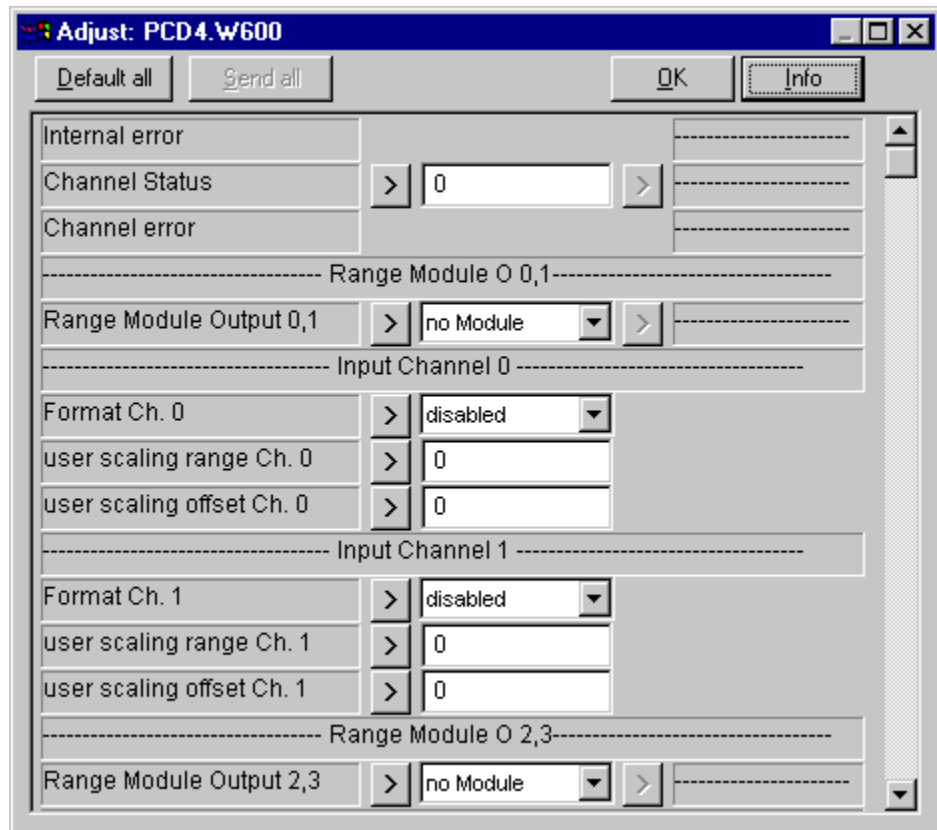 Adjust: PCD4.W600
Default all Send all OK Info
Internal error ---------------------
Channel Status > 0 > ---------------------
Channel error ---------------------
--------------------------------- Range Module O 0,1---------------------------------
Range Module Output 0,1 > no Module > ---------------------
---------------------------------- Input Channel 0 ----------------------------------
Format Ch. 0 > disabled
user scaling range Ch. 0 > 0
user scaling offset Ch. 0 > 0
---------------------------------- Input Channel 1 ----------------------------------
Format Ch. 1 > disabled
user scaling range Ch. 1 > 0
user scaling offset Ch. 1 > 0
--------------------------------- Range Module O 2,3---------------------------------
Range Module Output 2,3 > no Module > ---------------------